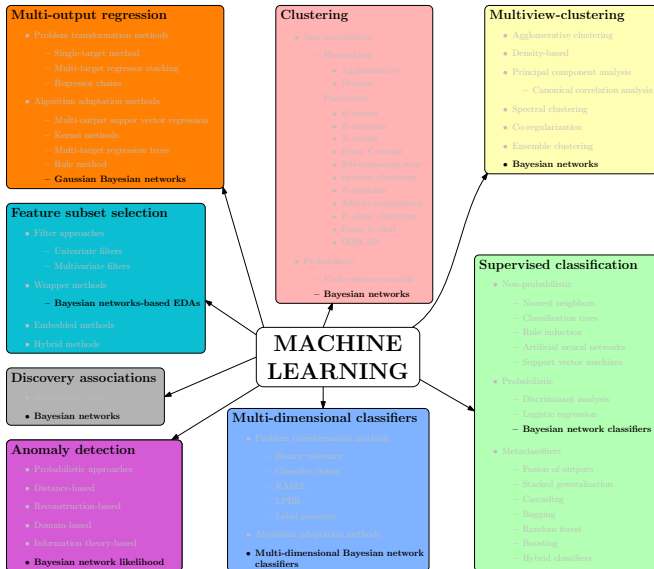 Multi-output regression
• Problem transformation methods
– Single-target method
– Multi-target regressor stacking
– Regressor chains
• Algorithm adaptation methods
– Multi-output support vector regression
– Kernel methods
– Multi-target regression trees
– Rule method
– Gaussian Bayesian networks
Clustering
• Non-probabilistic
– Hierarchical
• Agglomerative
• Divisive
– Partitional
• K-means
• K-medians
• K-modes
• Fuzzy C-means
• Self-organizing map
• Spectral clustering
• K-medoids
• Affinity propagation
• K-plane clustering
• Fuzzy
• DBSCAN
• Probabilistic
– Finite-mixture models
– Bayesian networks
Multiview-clustering
• Agglomerative clustering
• Density-based
• Principal component analysis
– Canonical correlation analysis
• Spectral clustering
• Co-regularization
• Ensemble clustering
• Bayesian networks
Feature subset selection
• Filter approaches
– Univariate filters
– Multivariate filters
• Wrapper methods
– Bayesian networks-based EDAs
• Embedded methods
• Hybrid methods
MACHINE
LEARNING
Supervised classification
• Non-probabilistic
– Nearest neighbors
– Classification trees
– Rule induction
– Artificial neural networks
– Support vector machines
• Probabilistic
– Discriminant analysis
– Logistic regression
– Bayesian network classifiers
• Metaclassifiers
– Fusion of outputs
– Stacked generalization
– Cascading
– Bagging
– Random forest
– Boosting
– Hybrid classifiers
Discovery associations
• Bayesian networks
Anomaly detection
• Probabilistic approaches
• Distance-based
• Reconstruction-based
• Domain-based
• Information theory-based
• Bayesian network likelihood
Multi-dimensional classifiers
• Problem transformation methods
– Binary relevance
– Classifier chains
– RAkEL
– LPBR
– Label-powerset
• Algorithm adaptation methods
• Multi-dimensional Bayesian network
classifiers